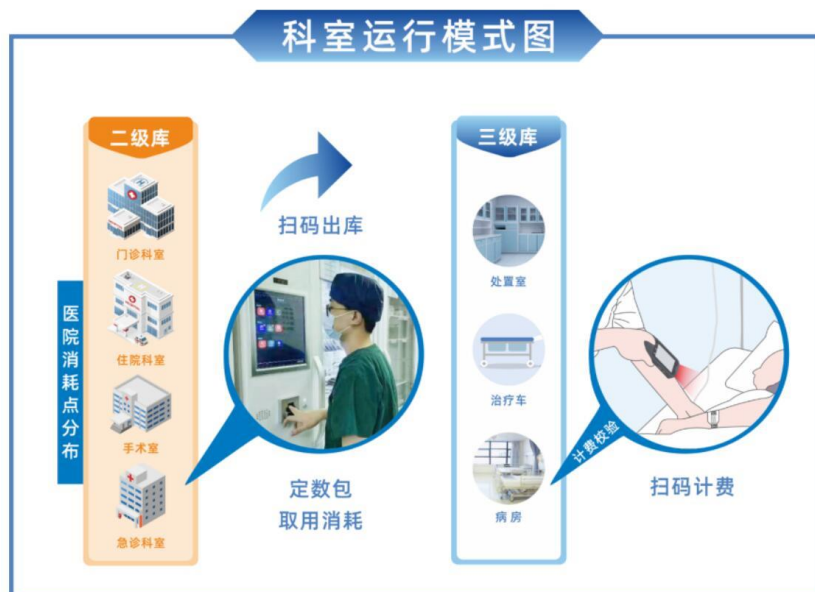 科室运行模式图
二级库
门诊科室
住院科室
手术室
急诊科室
医院消耗点分布
扫码出库
定数包
取用消耗
三级库
处置室
治疗车
病房
计费校验
扫码计费